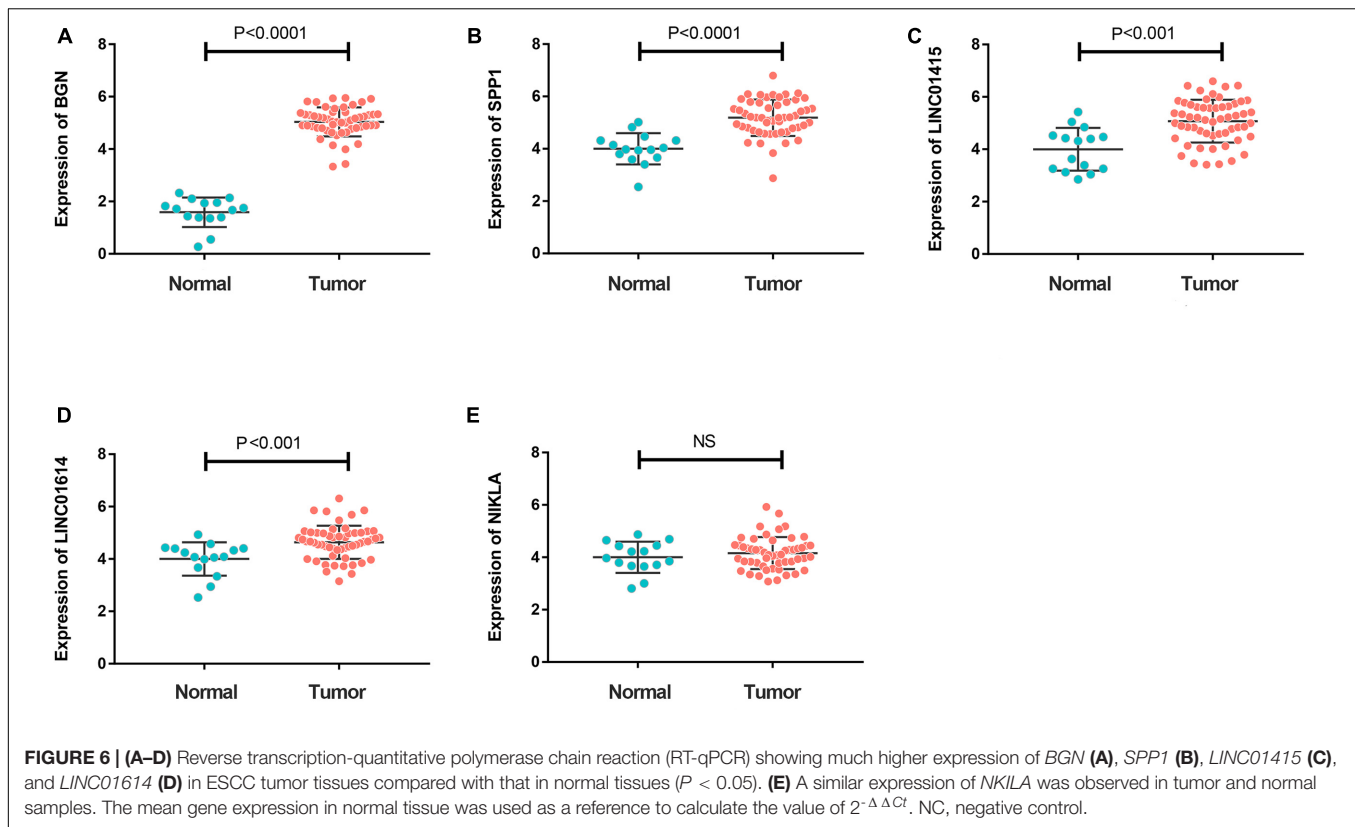 A
P<0.0001
Expression of BGN
8
6
4
2
0
Normal Tumor
B
P<0.0001
Expression of SPP1
8
6
4
2
0
Normal Tumor
C
P<0.001
Expression of LINC01415
8
6
4
2
0
Normal Tumor
D
P<0.001
Expression of LINC01614
8
6
4
2
0
Normal Tumor
E
NS
Expression of NIKLA
8
6
4
2
0
Normal Tumor
FIGURE 6 | (A–D) Reverse transcription-quantitative polymerase chain reaction (RT-qPCR) showing much higher expression of BGN (A), SPP1 (B), LINC01415 (C),
and LINC01614 (D) in ESCC tumor tissues compared with that in normal tissues (P < 0.05). (E) A similar expression of NKILA was observed in tumor and normal
samples. The mean gene expression in normal tissue was used as a reference to calculate the value of 2-ΔΔCt. NC, negative control.